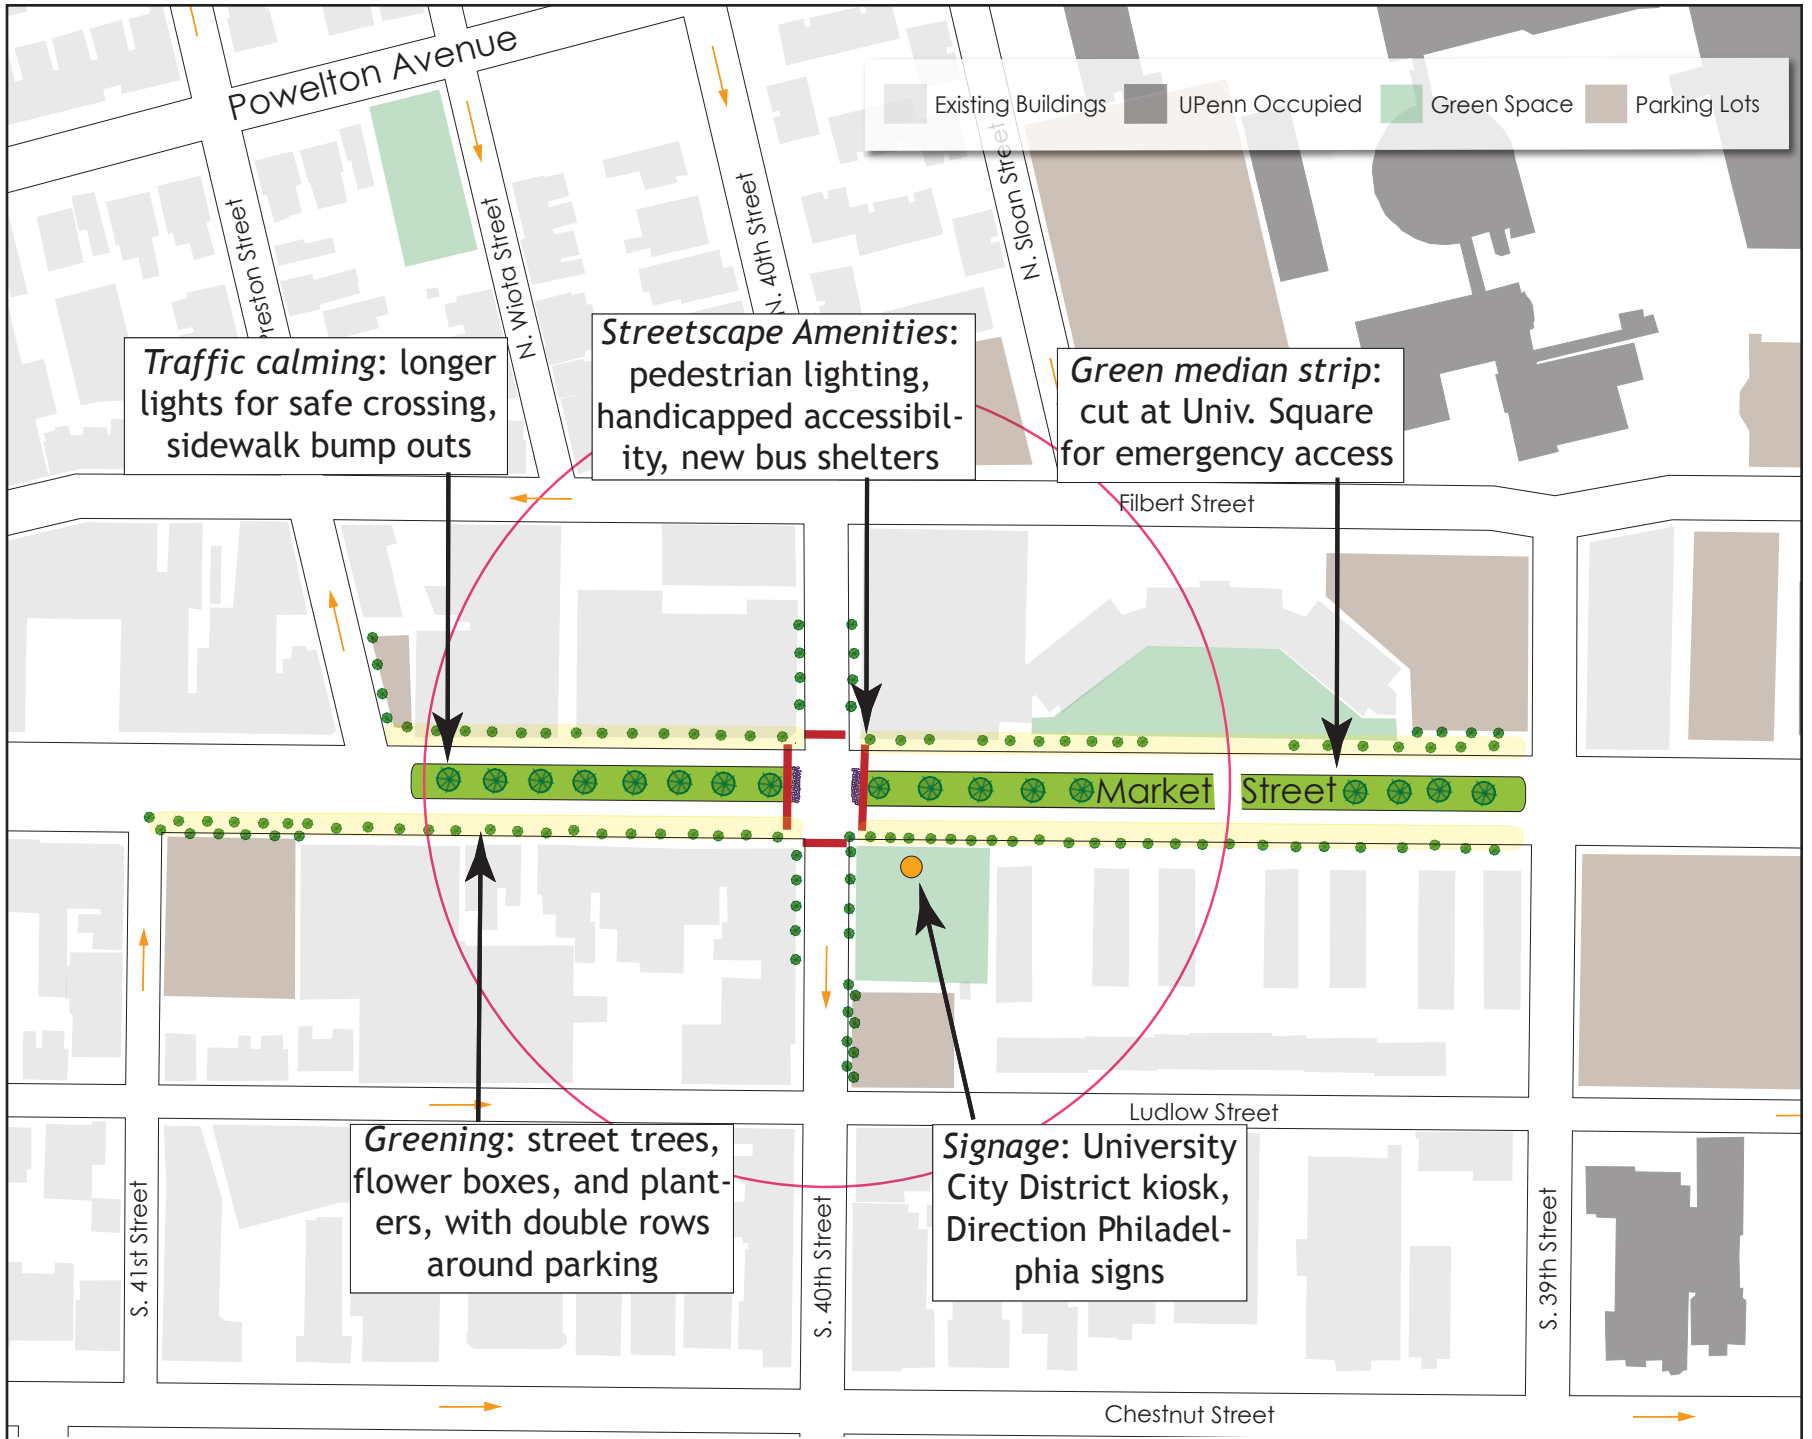 Powelton Avenue
Existing Buildings
UPenn Occupied
Green Space
Parking Lots
Preston Street
N. Wiota Street
N. 40th Street
N. Sloan Street
Traffic calming: longer
lights for safe crossing,
sidewalk bump outs
Streetscape Amenities:
pedestrian lighting,
handicapped accessibil-
ity, new bus shelters
Green median strip:
cut at Univ. Square
for emergency access
Filbert Street
Market Street
Ludlow Street
Greening: street trees,
flower boxes, and plant-
ers, with double rows
around parking
Signage: University
City District kiosk,
Direction Philadel-
phia signs
S. 41st Street
S. 40th Street
S. 39th Street
Chestnut Street